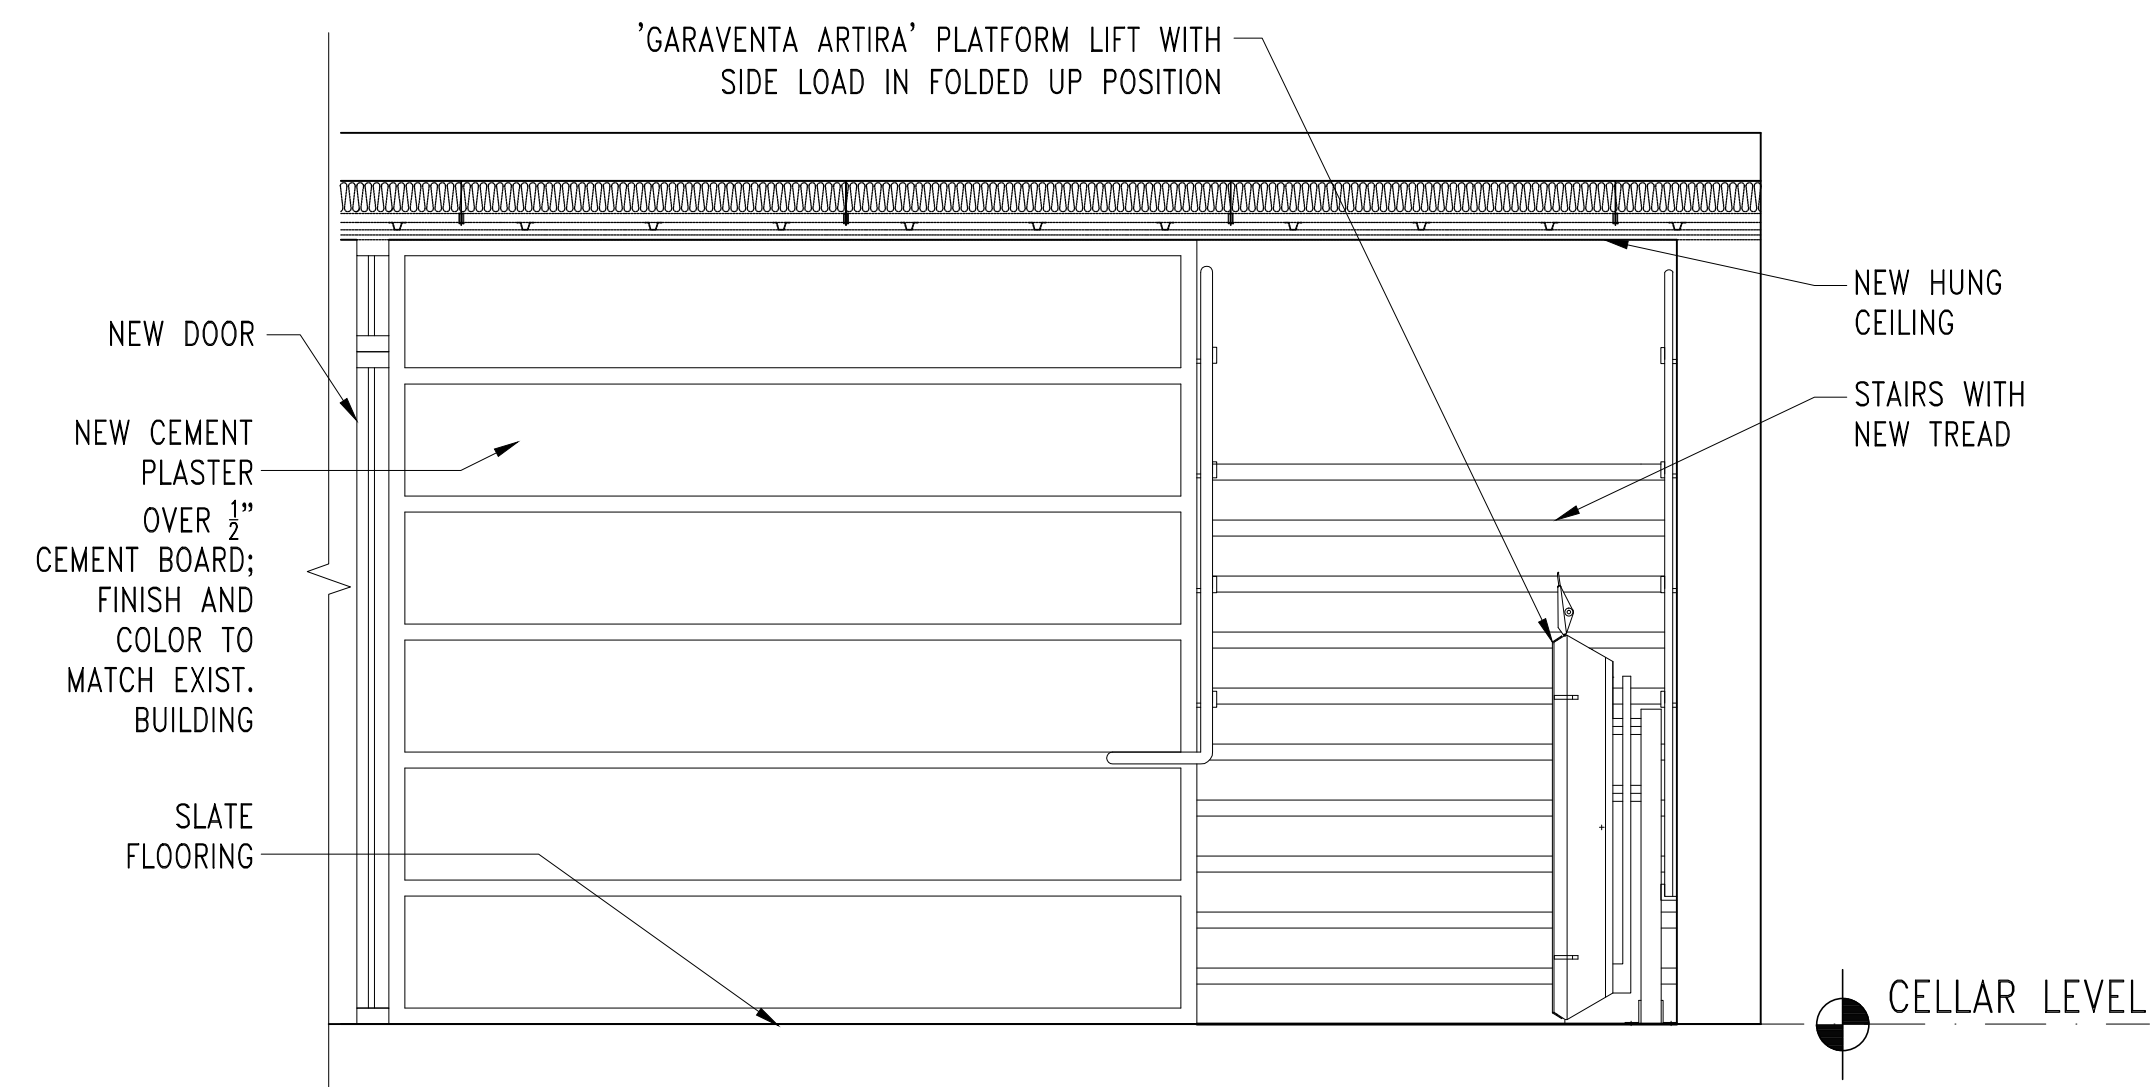 'GARAVENTA ARTIRA' PLATFORM LIFT WITH
SIDE LOAD IN FOLDED UP POSITION
NEW HUNG
CEILING
NEW DOOR
STAIRS WITH
NEW TREAD
NEW CEMENT
PLASTER
OVER ½"
CEMENT BOARD;
FINISH AND
COLOR TO
MATCH EXIST.
BUILDING
SLATE
FLOORING
CELLAR LEVEL